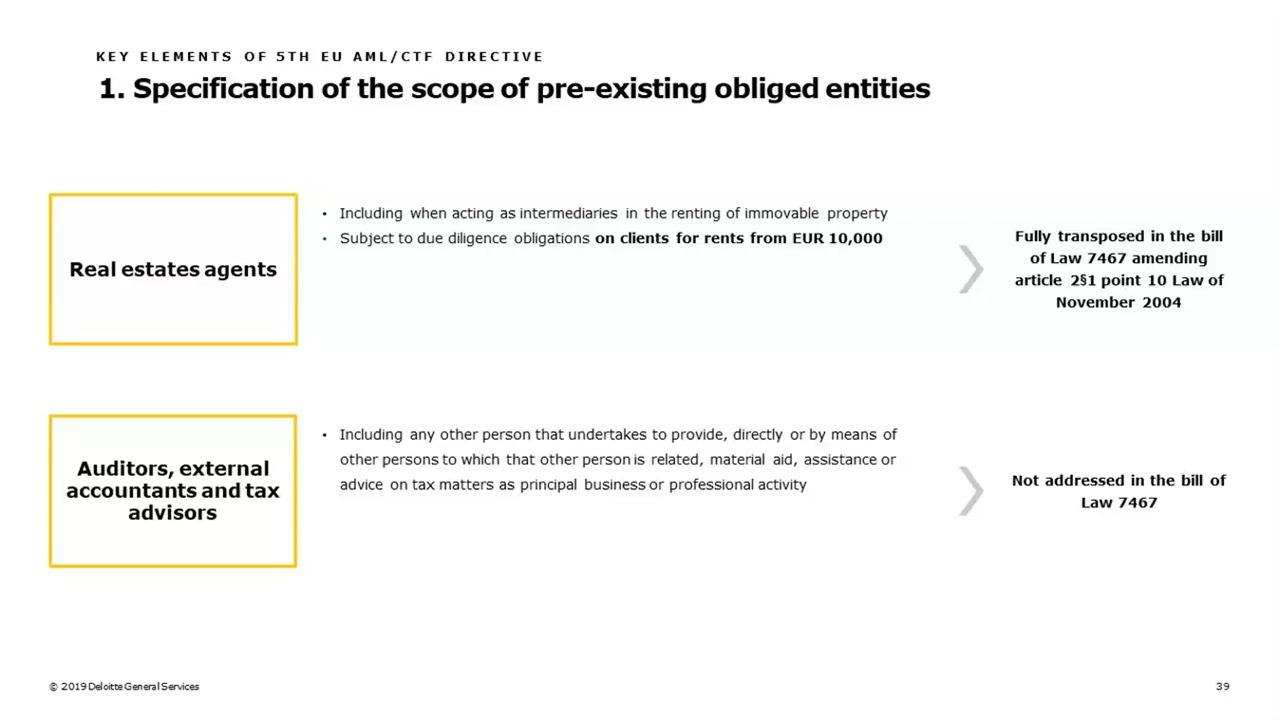 KEY ELEMENTS OF 5TH EU AML/CTF DIRECTIVE
1. Specification of the scope of pre-existing obliged entities
Real estates agents
• Including when acting as intermediaries in the renting of immovable property
• Subject to due diligence obligations on clients for rents from EUR 10,000
Fully transposed in the bill
of Law 7467 amending
article 2§1 point 10 Law of
November 2004
Auditors, external
accountants and tax
advisors
• Including any other person that undertakes to provide, directly or by means of
other persons to which that other person is related, material aid, assistance or
advice on tax matters as principal business or professional activity
Not addressed in the bill of
Law 7467
© 2019 Deloitte General Services
39